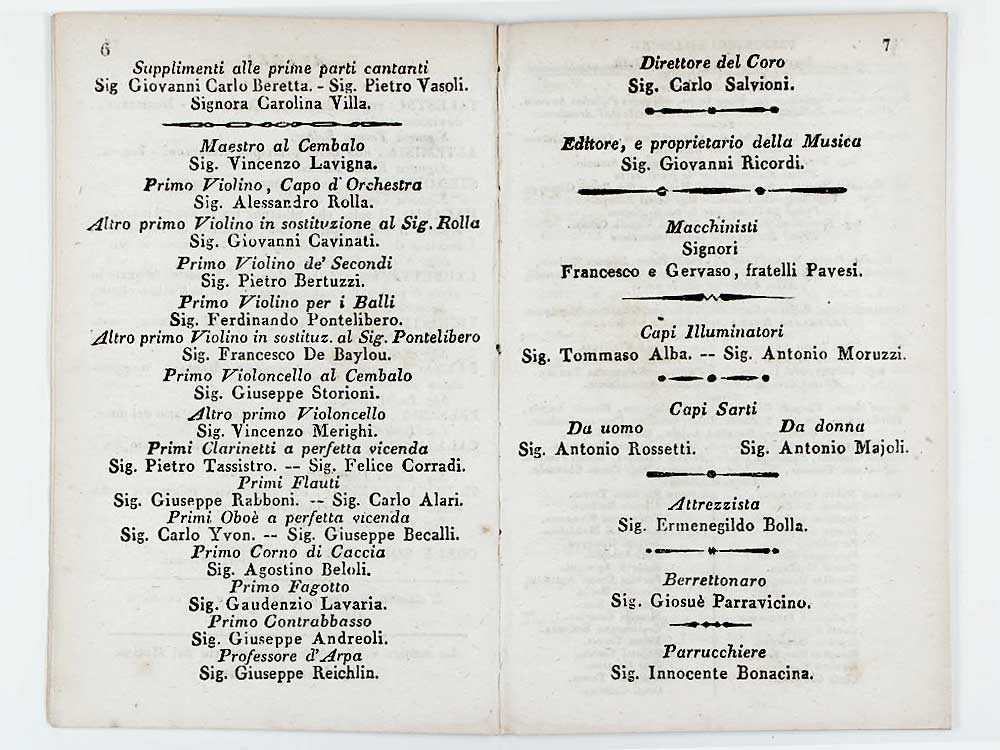 6
Supplimenti alle prime parti cantanti
Sig Giovanni Carlo Beretta. - Sig. Pietro Vasoli.
Signora Carolina Villa.
Maestro al Cembalo
Sig. Vincenzo Lavigna.
Primo Violino, Capo d'Orchestra
Sig. Alessandro Rolla.
Altro primo Violino in sostituzione al Sig. Rolla
Sig. Giovanni Cavinati.
Primo Violino de' Secondi
Sig. Pietro Bertuzzi.
Primo Violino per i Balli
Sig. Ferdinando Pontelibero.
Altro primo Violino in sostituz. al Sig. Pontelibero
Sig. Francesco De Baylou.
Primo Violoncello al Cembalo
Sig. Giuseppe Storioni.
Altro primo Violoncello
Sig. Vincenzo Merighi.
Primi Clarinetti a perfetta vicenda
Sig. Pietro Tassistro. -- Sig. Felice Corradi.
Primi Flauti
Sig. Giuseppe Rabboni. -- Sig. Carlo Alari.
Primi Oboè a perfetta vicenda
Sig. Carlo Yvon. -- Sig. Giuseppe Becalli.
Primo Corno di Caccia
Sig. Agostino Beloli.
Primo Fagotto
Sig. Gaudenzio Lavaria.
Primo Contrabbasso
Sig. Giuseppe Andreoli.
Professore d'Arpa
Sig. Giuseppe Reichlin.
7
Direttore del Coro
Sig. Carlo Salvioni.
Editore, e proprietario della Musica
Sig. Giovanni Ricordi.
Macchinisti
Signori
Francesco e Gervaso, fratelli Pavesi.
Capi Illuminatori
Sig. Tommaso Alba. -- Sig. Antonio Moruzzi.
Capi Sarti
Da uomo Da donna
Sig. Antonio Rossetti. Sig. Antonio Majoli.
Attrezzista
Sig. Ermenegildo Bolla.
Berrettonaro
Sig. Giosuè Parravicino.
Parrucchiere
Sig. Innocente Bonacina.